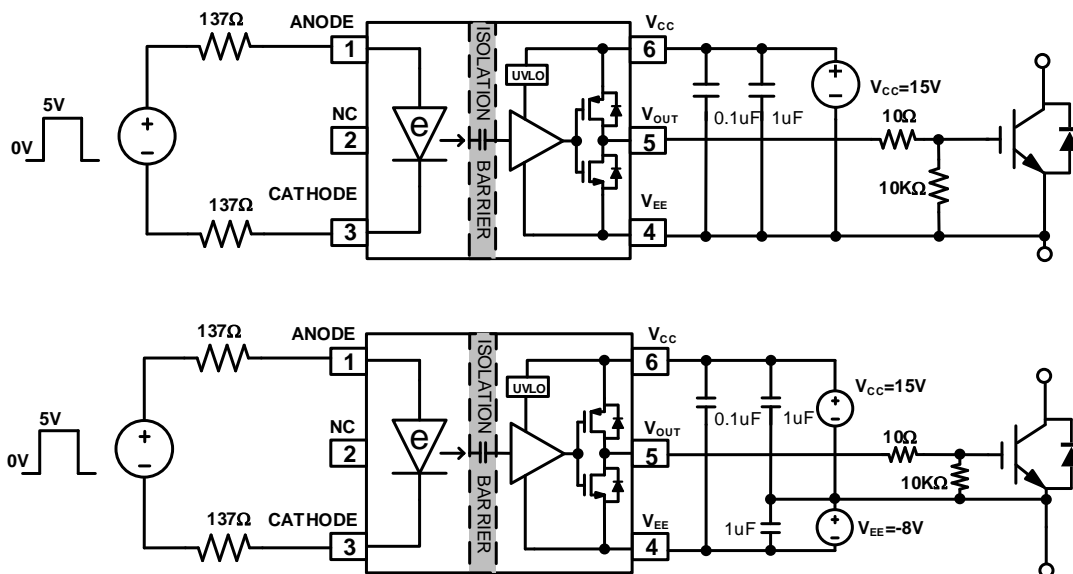 137Ω
ANODE
1
5V
0V
+
−
NC
2
137Ω
CATHODE
3
e
ISOLATION
BARRIER
UVLO
VCC
6
VOUT
5
VEE
4
0.1uF
1uF
+
−
VCC=15V
10Ω
10KΩ
137Ω
ANODE
1
5V
0V
+
−
NC
2
137Ω
CATHODE
3
e
ISOLATION
BARRIER
UVLO
VCC
6
VOUT
5
VEE
4
0.1uF
1uF
1uF
+
−
VCC=15V
+
−
VEE=-8V
10Ω
10KΩ